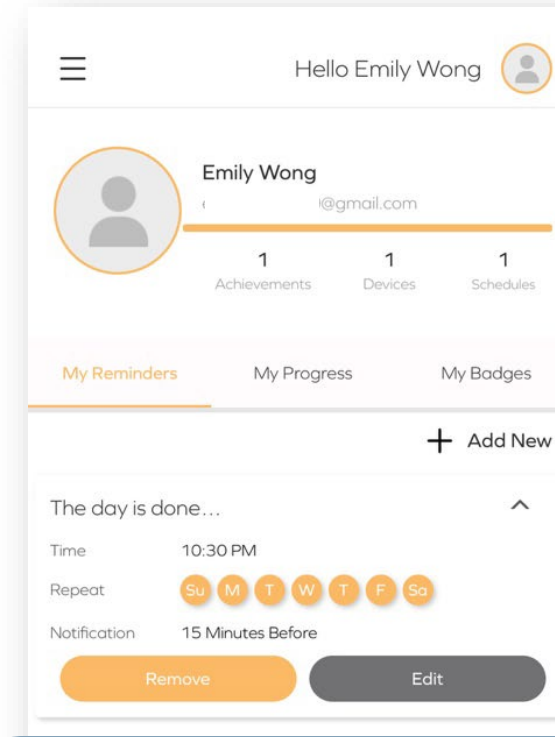 Hello Emily Wong
Emily Wong
@gmail.com
1 1 1
Achievements Devices Schedules
My Reminders My Progress My Badges
+ Add New
The day is done...
Time 10:30 PM
Repeat Su M T W T F Sa
Notification 15 Minutes Before
Remove Edit